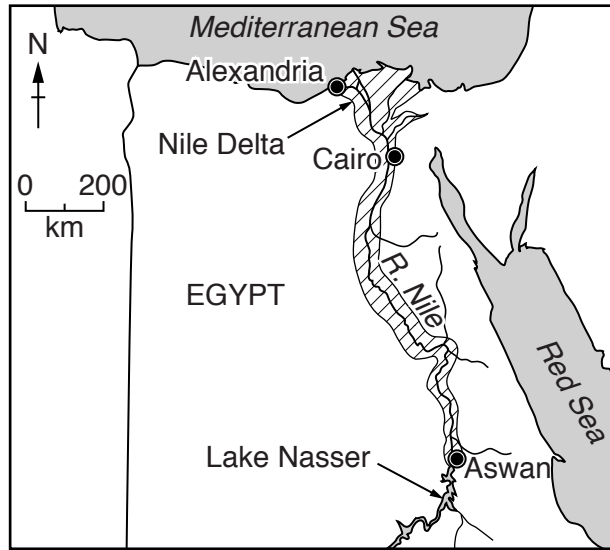 Mediterranean Sea
N
Alexandria
Nile Delta
Cairo
0 200
km
EGYPT
R. Nile
Red Sea
Lake Nasser
Aswan